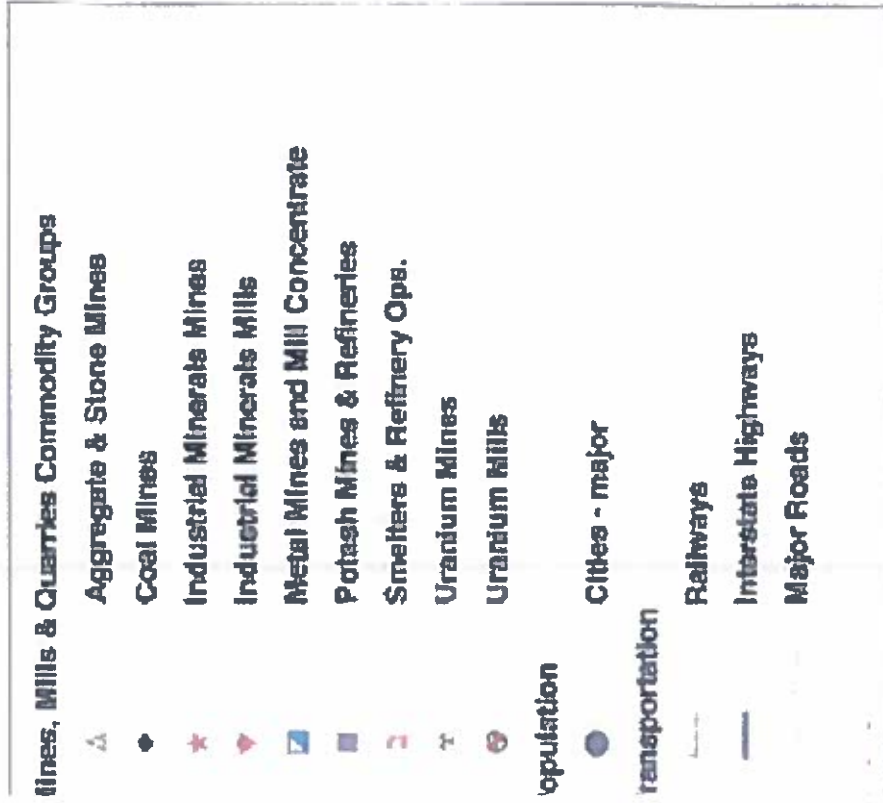 lines, Mills & Quarries Commodity Groups
Aggregate & Stone Mines
Coal Mines
Industrial Minerals Mines
Industrial Minerals Mills
Metal Mines and Mill Concentrate
Potash Mines & Refineries
Smelters & Refinery Ops.
Uranium Mines
Uranium Mills
opulation
Cities - major
ransportation
Railways
Interstate Highways
Major Roads